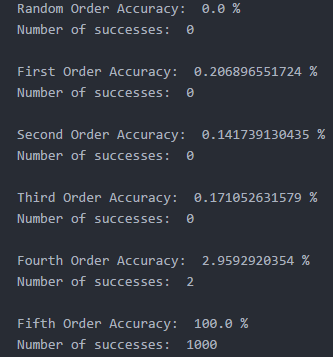 Random Order Accuracy:  0.0 %
Number of successes:  0
First Order Accuracy:  0.206896551724 %
Number of successes:  0
Second Order Accuracy:  0.141739130435 %
Number of successes:  0
Third Order Accuracy:  0.171052631579 %
Number of successes:  0
Fourth Order Accuracy:  2.9592920354 %
Number of successes:  2
Fifth Order Accuracy:  100.0 %
Number of successes:  1000